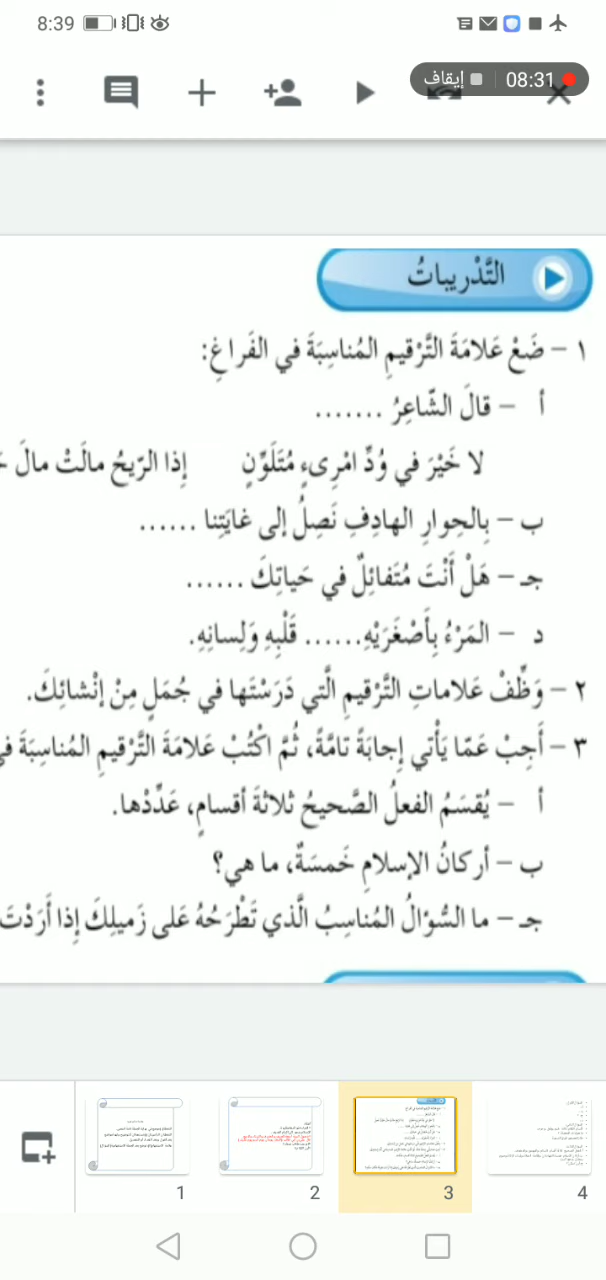 8:39
إيقاف
08:31
التَّدْريباتُ
١ – ضَعْ عَلامَةَ التَّرْقيمِ المُناسِبَةَ في الفَراغِ:
أ – قالَ الشّاعِرُ .......
لا خَيْرَ في وُدِّ امْرِىءٍ مُتَلَوِّنٍ إذا الرّيحُ مالَتْ مالَ
ب – بِالحِوارِ الهادِفِ نَصِلُ إلى غايَتِنا ......
جـ – هَلْ أَنْتَ مُتَفائِلٌ في حَياتِكَ ......
د – المَرْءُ بِأَصْغَرَيْهِ...... قَلْبِهِ وَلِسانِهِ.
٢ – وَظِّفْ عَلاماتِ التَّرْقيمِ الَّتي دَرَسْتَها في جُمَلٍ مِنْ إنْشائِكَ.
٣ – أَجِبْ عَمّا يَأْتي إجابَةً تامَّةً، ثُمَّ اكْتُبْ عَلامَةَ التَّرْقيمِ المُناسِبَةَ
أ – يُقسَمُ الفعلُ الصَّحيحُ ثلاثةَ أقسامٍ، عَدِّدْها.
ب – أركانُ الإسلامِ خَمسَةٌ، ما هي؟
جـ – ما السُّؤالُ المُناسِبُ الَّذي تَطْرَحُهُ عَلى زَميلِكَ إذا أَرَدْتَ
1
2
3
4